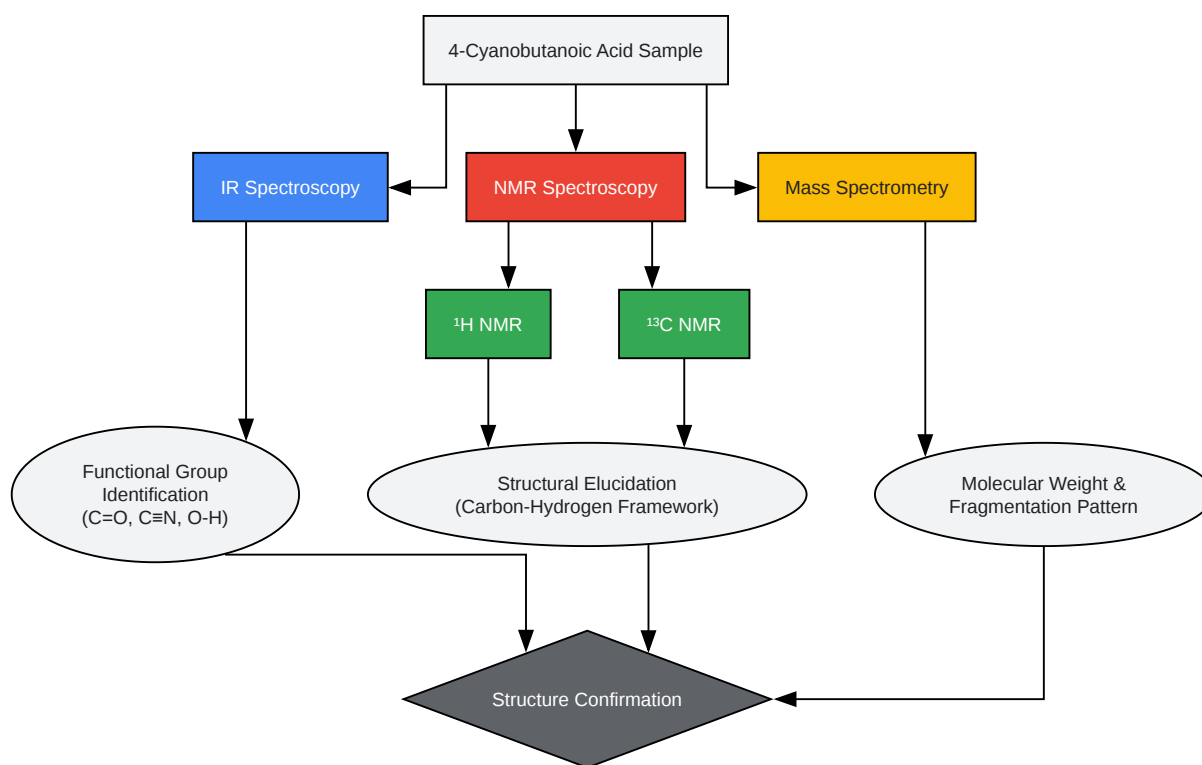 4-Cyanobutanoic Acid Sample
IR Spectroscopy
NMR Spectroscopy
Mass Spectrometry
¹H NMR
¹³C NMR
Functional Group
Identification
(C=O, C≡N, O-H)
Structural Elucidation
(Carbon-Hydrogen Framework)
Molecular Weight &
Fragmentation Pattern
Structure Confirmation